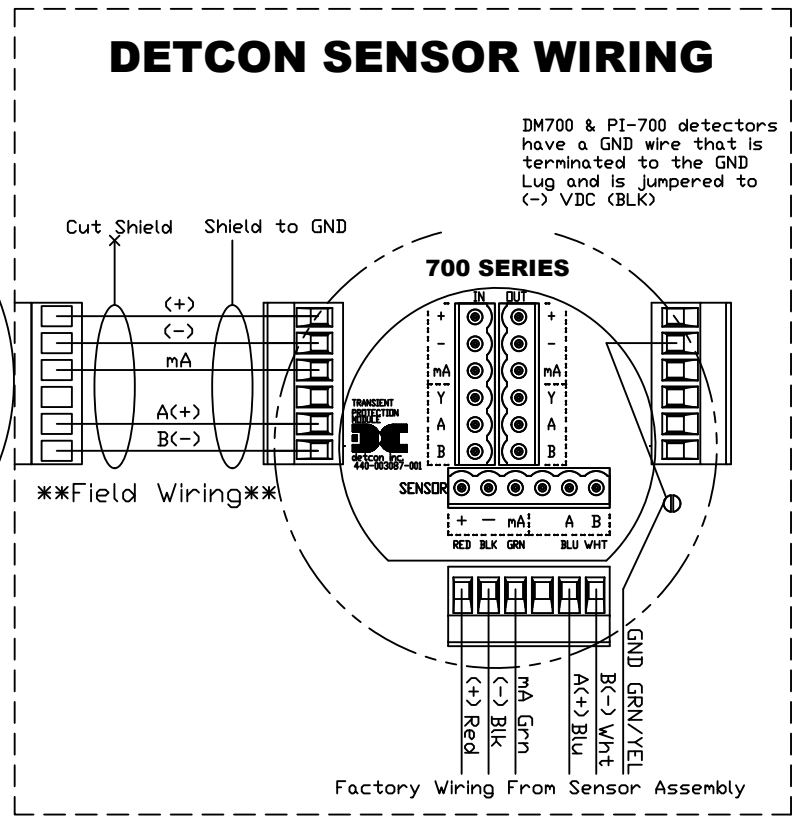 DETCON SENSOR WIRING
DM700 & PI-700 detectors
have a GND wire that is
terminated to the GND
Lug and is jumpered to
(-) VDC (BLK)
Cut Shield
Shield to GND
700 SERIES
IN OUT
(+)
(-)
mA
A(+)
B(-)
**Field Wiring**
+ +
- -
mA mA
Y Y
A A
B B
TRANSIENT
PROTECTION
MODULE
detcon inc.
440-003087-001
SENSOR
+ - mA A B
RED BLK GRN BLU WHT
(+) Red
(-) Blk
mA Grn
A(+) Blu
B(-) Wht
GND GRN/YEL
Factory Wiring From Sensor Assembly